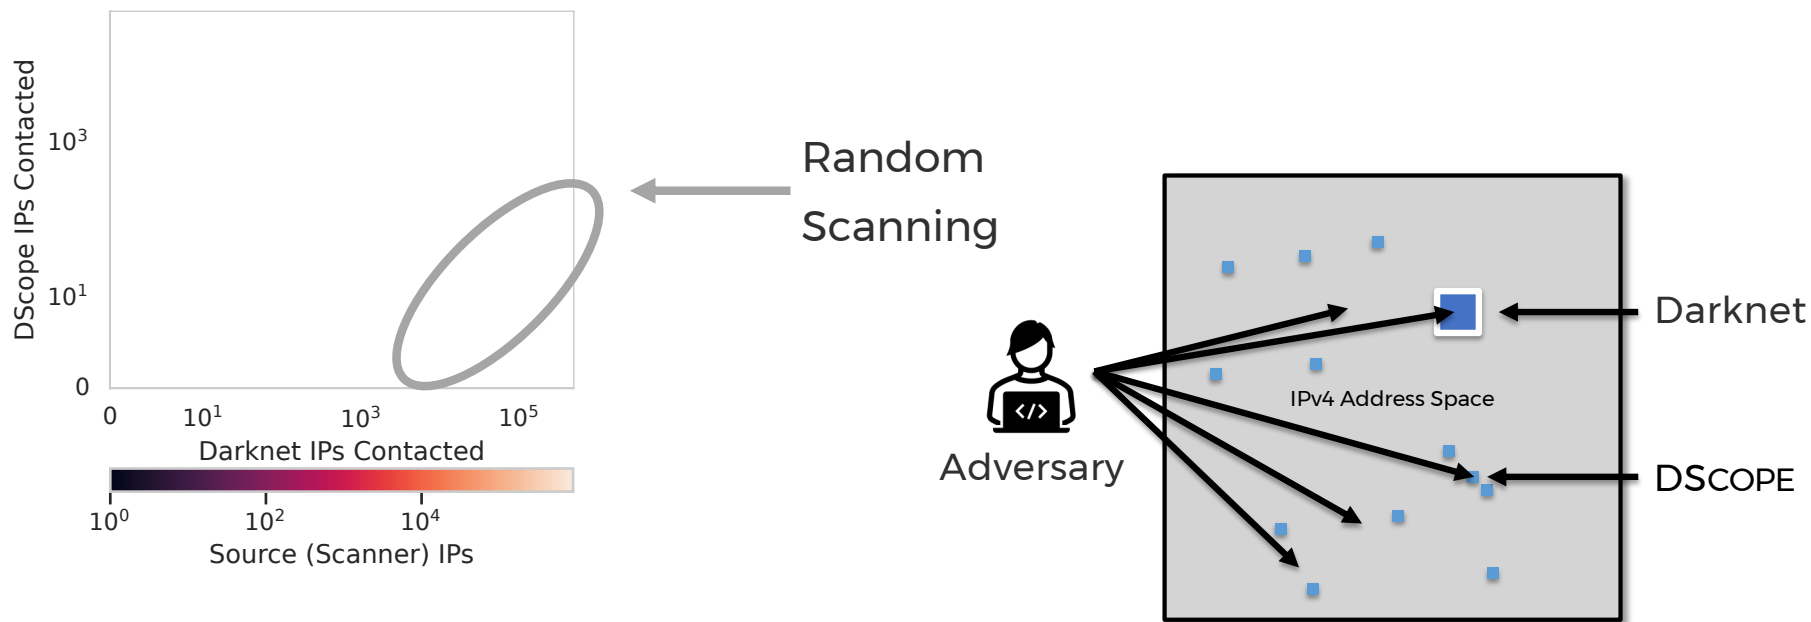 DScope IPs Contacted
10³
10¹
0
0 10¹ 10³ 10⁵
Darknet IPs Contacted
10⁰ 10² 10⁴
Source (Scanner) IPs
Random
Scanning
</>
Adversary
IPv4 Address Space
Darknet
DSCOPE